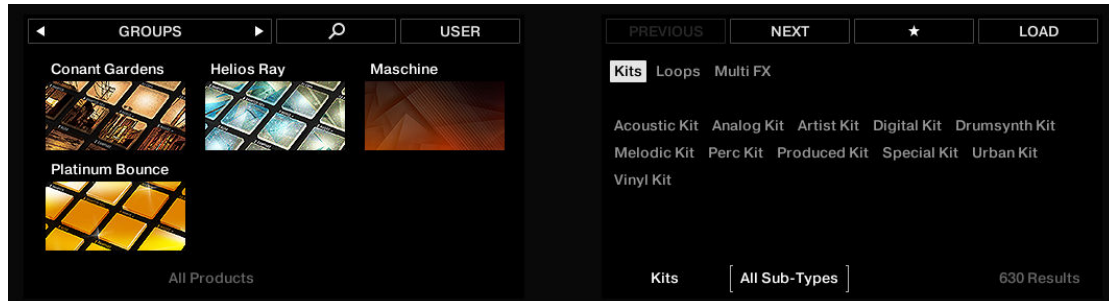 GROUPS USER
Conant Gardens Helios Ray Maschine
Platinum Bounce
All Products
PREVIOUS NEXT ★ LOAD
Kits Loops Multi FX
Acoustic Kit Analog Kit Artist Kit Digital Kit Drumsynth Kit
Melodic Kit Perc Kit Produced Kit Special Kit Urban Kit
Vinyl Kit
Kits All Sub-Types 630 Results